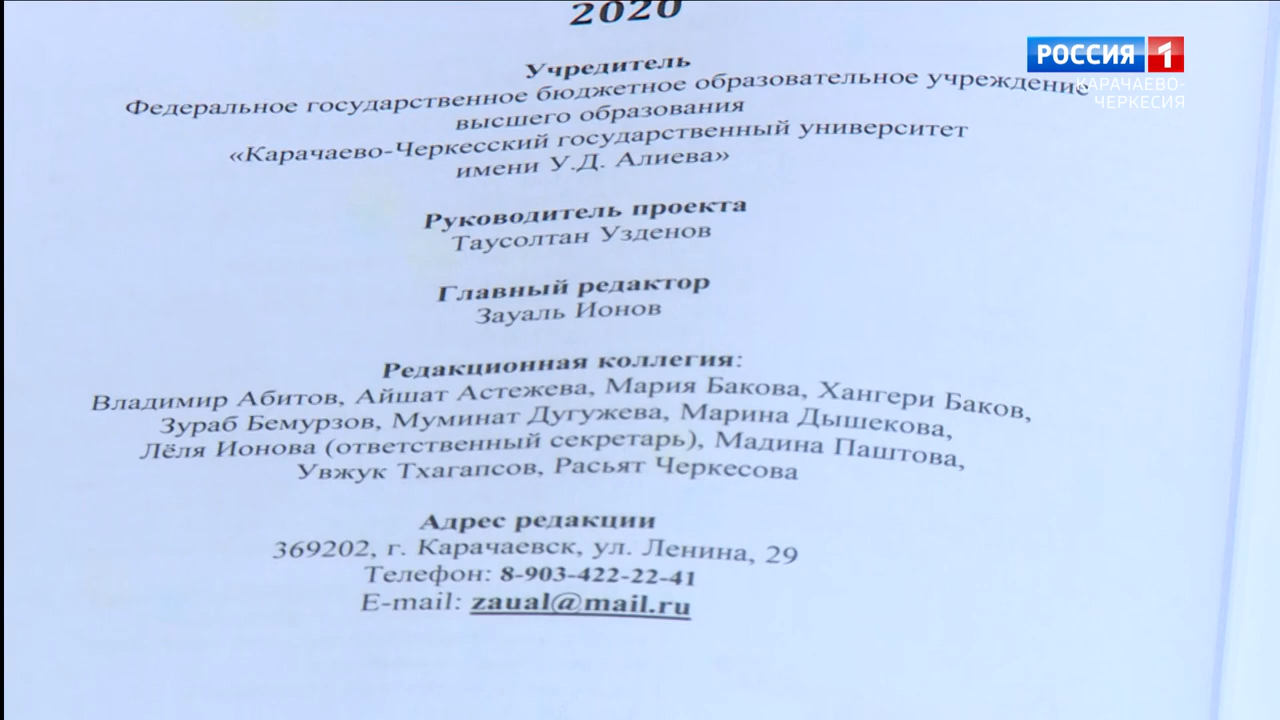 2020
РОССИЯ 1
КАРАЧАЕВО-
ЧЕРКЕСИЯ
Учредитель
Федеральное государственное бюджетное образовательное учреждение
высшего образования
«Карачаево-Черкесский государственный университет
имени У.Д. Алиева»
Руководитель проекта
Таусолтан Узденов
Главный редактор
Зауаль Ионов
Редакционная коллегия:
Владимир Абитов, Айшат Астежева, Мария Бакова, Хангери Баков,
Зураб Бемурзов, Муминат Дугужева, Марина Дышекова,
Лёля Ионова (ответственный секретарь), Мадина Паштова,
Увжук Тхагапсов, Расьят Черкесова
Адрес редакции
369202, г. Карачаевск, ул. Ленина, 29
Телефон: 8-903-422-22-41
E-mail: zaual@mail.ru